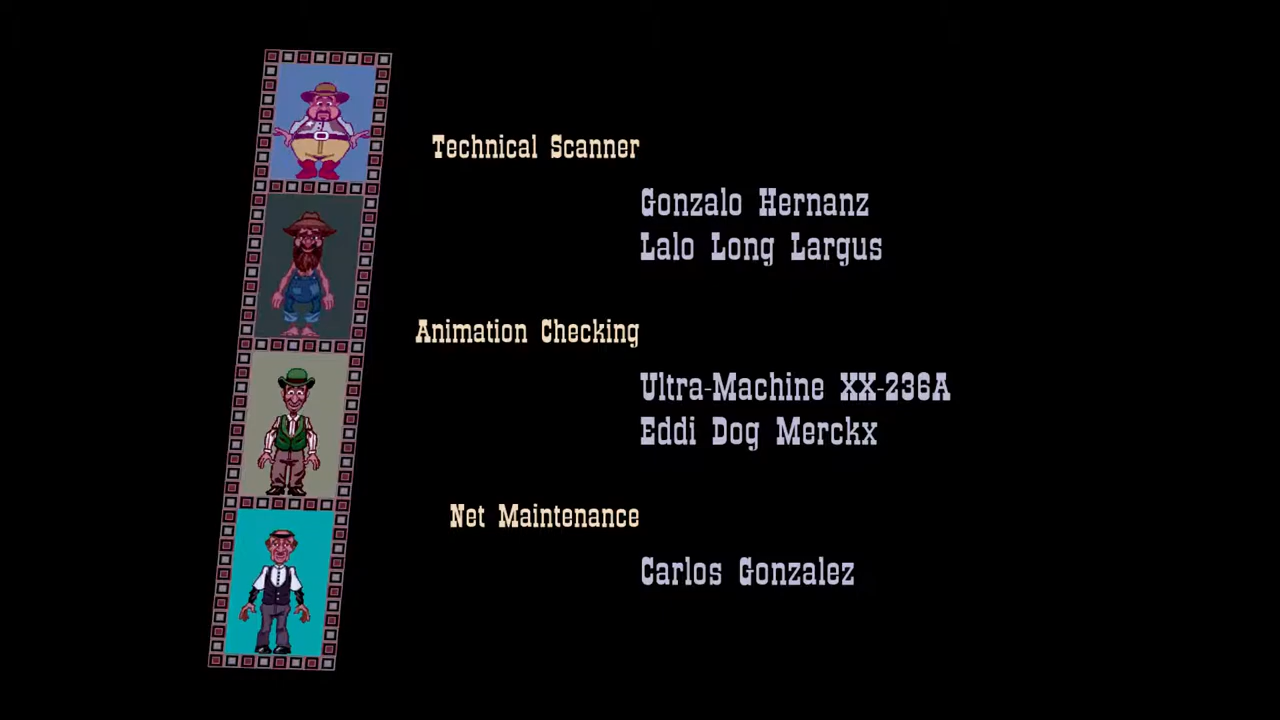 Technical Scanner
Gonzalo Hernanz
Lalo Long Largus
Animation Checking
Ultra-Machine XX-236A
Eddi Dog Merckx
Net Maintenance
Carlos Gonzalez